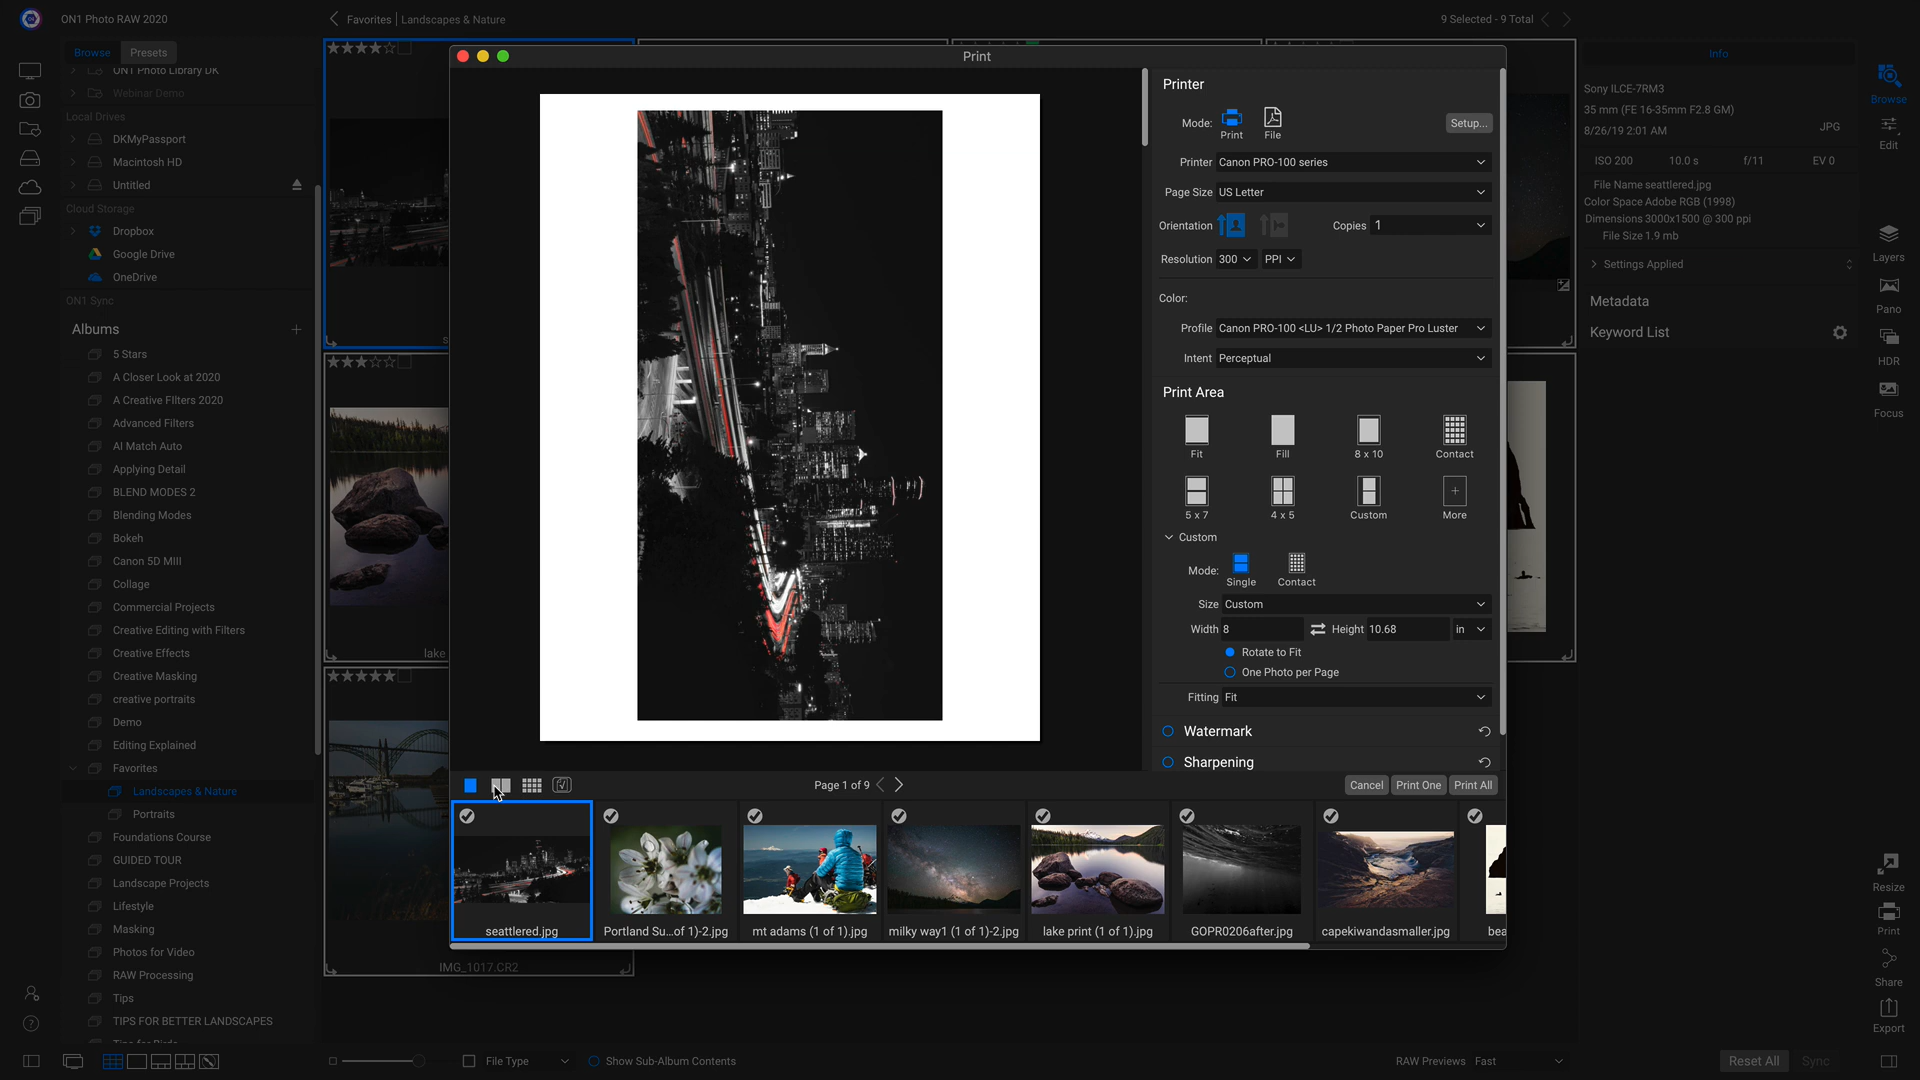 ON1 Photo RAW 2020
Favorites | Landscapes & Nature
9 Selected - 9 Total
Browse
Presets
ON1 Photo Library DK
Webinar Demo
Local Drives
DKMyPassport
Macintosh HD
Untitled
Cloud Storage
Dropbox
Google Drive
OneDrive
ON1 Sync
Albums
5 Stars
A Closer Look at 2020
A Creative FIlters 2020
Advanced Filters
AI Match Auto
Applying Detail
BLEND MODES 2
Blending Modes
Bokeh
Canon 5D MIII
Collage
Commercial Projects
Creative Editing with Filters
Creative Effects
Creative Masking
creative portraits
Demo
Editing Explained
Favorites
Landscapes & Nature
Portraits
Foundations Course
GUIDED TOUR
Landscape Projects
Lifestyle
Masking
Photos for Video
RAW Processing
Tips
TIPS FOR BETTER LANDSCAPES
lake
IMG_1017.CR2
Print
Printer
Mode:
Print
File
Setup...
Printer Canon PRO-100 series
Page Size US Letter
Orientation
Copies 1
Resolution 300 PPI
Color:
Profile Canon PRO-100 <LU> 1/2 Photo Paper Pro Luster
Intent Perceptual
Print Area
Fit
Fill
8 x 10
Contact
5 x 7
4 x 5
Custom
More
Custom
Mode:
Single
Contact
Size Custom
Width 8
Height 10.68
in
Rotate to Fit
One Photo per Page
Fitting Fit
Watermark
Sharpening
Page 1 of 9
Cancel
Print One
Print All
seattlered.jpg
Portland Su...of 1)-2.jpg
mt adams (1 of 1).jpg
milky way1 (1 of 1)-2.jpg
lake print (1 of 1).jpg
GOPR0206after.jpg
capekiwandasmaller.jpg
bea
Info
Sony ILCE-7RM3
35 mm (FE 16-35mm F2.8 GM)
8/26/19 2:01 AM
JPG
ISO 200
10.0 s
f/11
EV 0
File Name seattlered.jpg
Color Space Adobe RGB (1998)
Dimensions 3000x1500 @ 300 ppi
File Size 1.9 mb
Settings Applied
Metadata
Keyword List
Browse
Edit
Layers
Pano
HDR
Focus
Resize
Print
Share
Export
File Type
Show Sub-Album Contents
RAW Previews Fast
Reset All
Sync